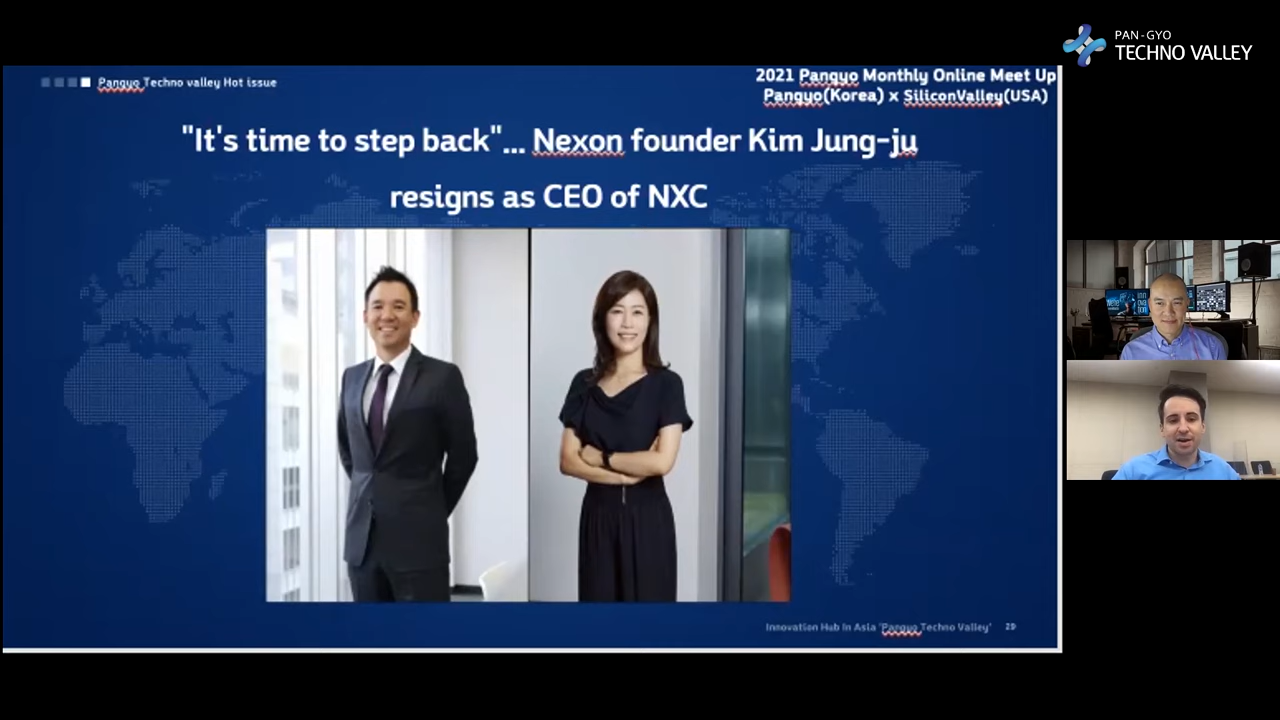 PAN-GYO
TECHNO VALLEY
Pangyo Techno valley Hot issue
2021 Pangyo Monthly Online Meet Up
Pangyo(Korea) x SiliconValley(USA)
"It's time to step back"... Nexon founder Kim Jung-ju
resigns as CEO of NXC
Innovation Hub in Asia 'Pangyo Techno Valley' 29